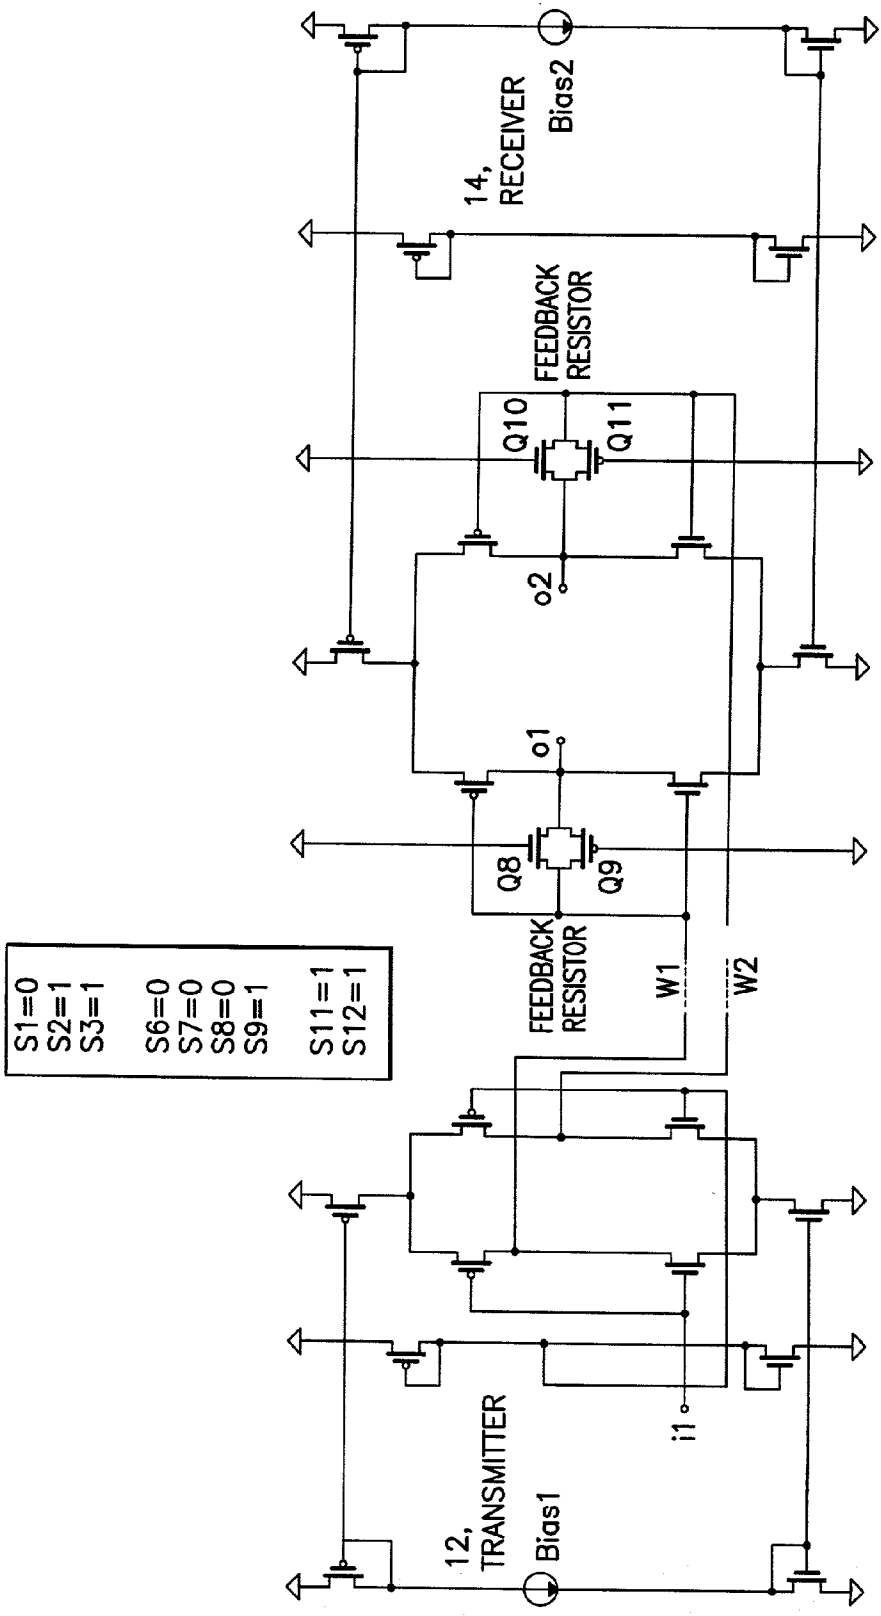 S1=0
S2=1
S3=1
S6=0
S7=0
S8=0
S9=1
S11=1
S12=1
12,
TRANSMITTER
Bias1
i1
W1
W2
FEEDBACK
RESISTOR
Q8
Q9
o1
o2
Q10
Q11
FEEDBACK
RESISTOR
14,
RECEIVER
Bias2